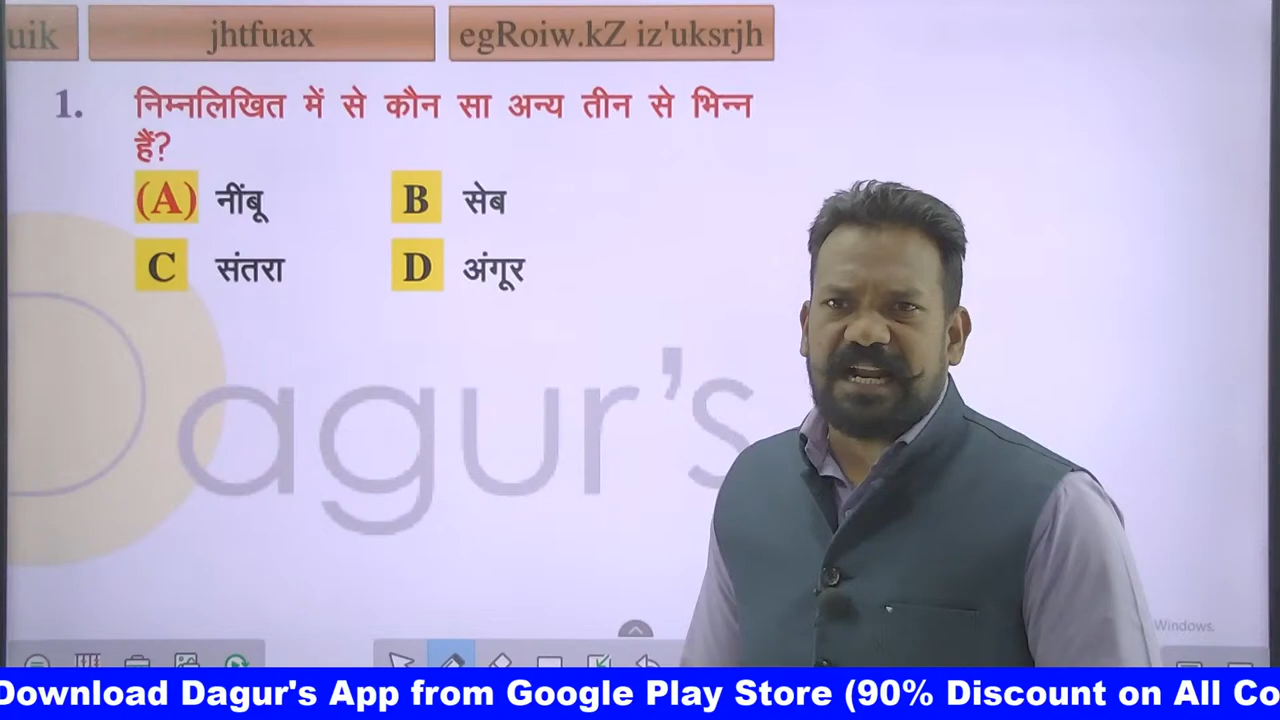 uik
jhtfuax
egRoiw.kZ iz'uksrjh
1. निम्नलिखित में से कौन सा अन्य तीन से भिन्न
हैं?
(A) नींबू B सेब
C संतरा D अंगूर
Dagur's
Windows.
Download Dagur's App from Google Play Store (90% Discount on All Co